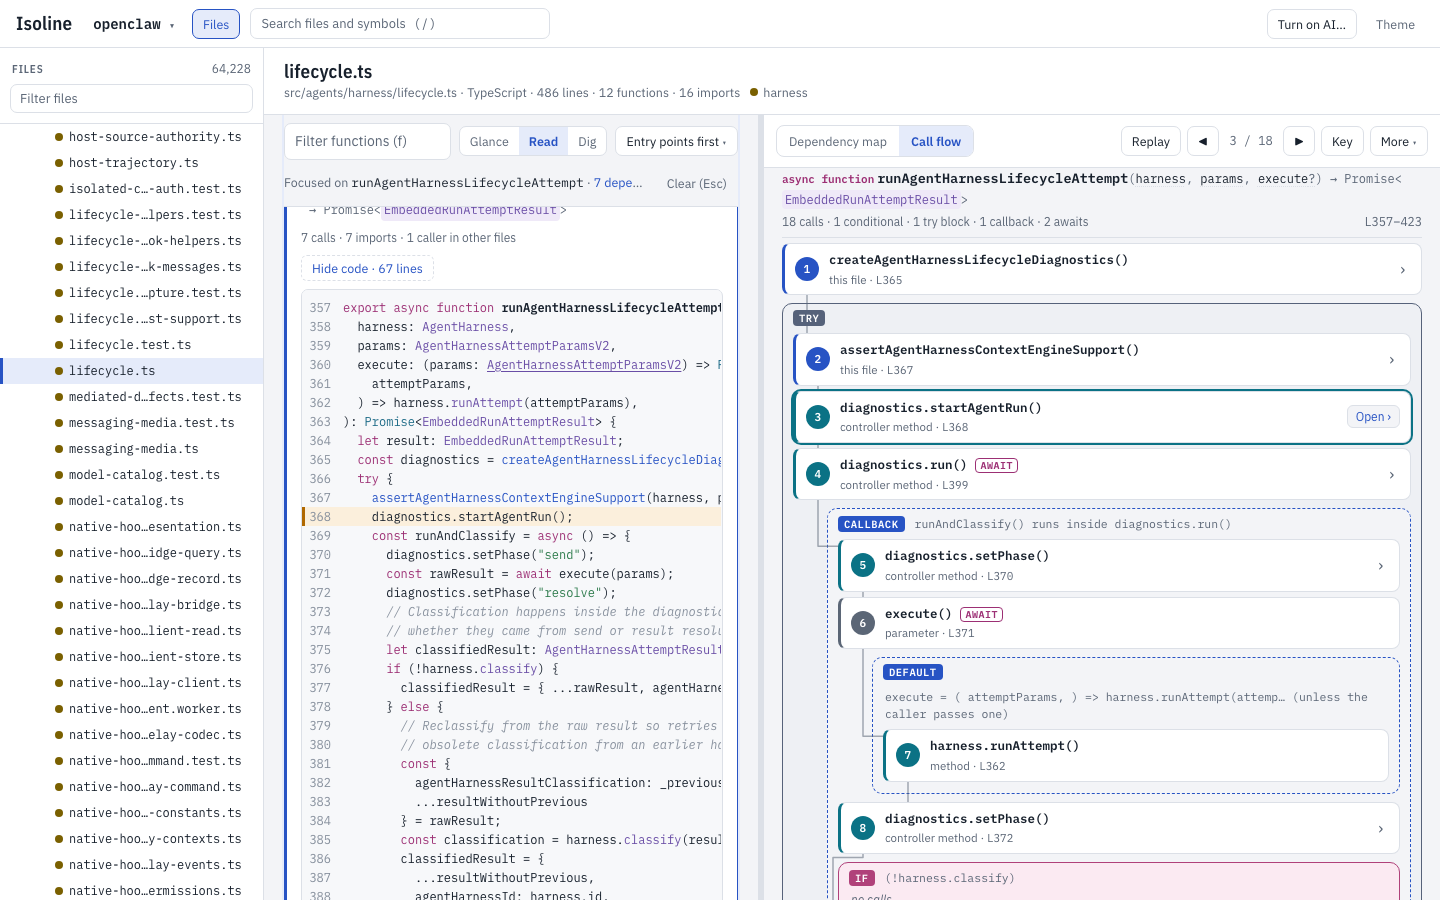 Isoline openclaw ▾ Files Search files and symbols (/) Turn on AI… Theme
FILES 64,228
Filter files
host-source-authority.ts
host-trajectory.ts
isolated-c…-auth.test.ts
lifecycle-…lpers.test.ts
lifecycle-…ok-helpers.ts
lifecycle-…k-messages.ts
lifecycle.…pture.test.ts
lifecycle.…st-support.ts
lifecycle.test.ts
lifecycle.ts
mediated-d…fects.test.ts
messaging-media.test.ts
messaging-media.ts
model-catalog.test.ts
model-catalog.ts
native-hoo…esentation.ts
native-hoo…idge-query.ts
native-hoo…dge-record.ts
native-hoo…lay-bridge.ts
native-hoo…lient-read.ts
native-hoo…ient-store.ts
native-hoo…lay-client.ts
native-hoo…ent.worker.ts
native-hoo…elay-codec.ts
native-hoo…mmand.test.ts
native-hoo…ay-command.ts
native-hoo…-constants.ts
native-hoo…y-contexts.ts
native-hoo…lay-events.ts
native-hoo…ermissions.ts
lifecycle.ts
src/agents/harness/lifecycle.ts · TypeScript · 486 lines · 12 functions · 16 imports harness
Filter functions (f) Glance Read Dig Entry points first ▾
Focused on runAgentHarnessLifecycleAttempt · 7 depe… Clear (Esc)
→ Promise<EmbeddedRunAttemptResult>
7 calls · 7 imports · 1 caller in other files
Hide code · 67 lines
357 export async function runAgentHarnessLifecycleAttempt
358 harness: AgentHarness,
359 params: AgentHarnessAttemptParamsV2,
360 execute: (params: AgentHarnessAttemptParamsV2) =>
361 attemptParams,
362 ) => harness.runAttempt(attemptParams),
363 ): Promise<EmbeddedRunAttemptResult> {
364 let result: EmbeddedRunAttemptResult;
365 const diagnostics = createAgentHarnessLifecycleDiag
366 try {
367 assertAgentHarnessContextEngineSupport(harness, p
368 diagnostics.startAgentRun();
369 const runAndClassify = async () => {
370 diagnostics.setPhase("send");
371 const rawResult = await execute(params);
372 diagnostics.setPhase("resolve");
373 // Classification happens inside the diagnostic
374 // whether they came from send or result resolu
375 let classifiedResult: AgentHarnessAttemptResult
376 if (!harness.classify) {
377 classifiedResult = { ...rawResult, agentHarne
378 } else {
379 // Reclassify from the raw result so retries
380 // obsolete classification from an earlier ha
381 const {
382 agentHarnessResultClassification: _previous
383 ...resultWithoutPrevious
384 } = rawResult;
385 const classification = harness.classify(resul
386 classifiedResult = {
387 ...resultWithoutPrevious,
388 agentHarnessId: harness.id,
Dependency map Call flow Replay ◀ 3 / 18 ▶ Key More ▾
async function runAgentHarnessLifecycleAttempt(harness, params, execute?) → Promise<
EmbeddedRunAttemptResult>
18 calls · 1 conditional · 1 try block · 1 callback · 2 awaits L357–423
1 createAgentHarnessLifecycleDiagnostics() ›
this file · L365
TRY
2 assertAgentHarnessContextEngineSupport() ›
this file · L367
3 diagnostics.startAgentRun() Open ›
controller method · L368
4 diagnostics.run() AWAIT ›
controller method · L399
CALLBACK runAndClassify() runs inside diagnostics.run()
5 diagnostics.setPhase() ›
controller method · L370
6 execute() AWAIT
parameter · L371
DEFAULT
execute = ( attemptParams, ) => harness.runAttempt(attemp… (unless the
caller passes one)
7 harness.runAttempt()
method · L362
8 diagnostics.setPhase() ›
controller method · L372
IF (!harness.classify)
no calls